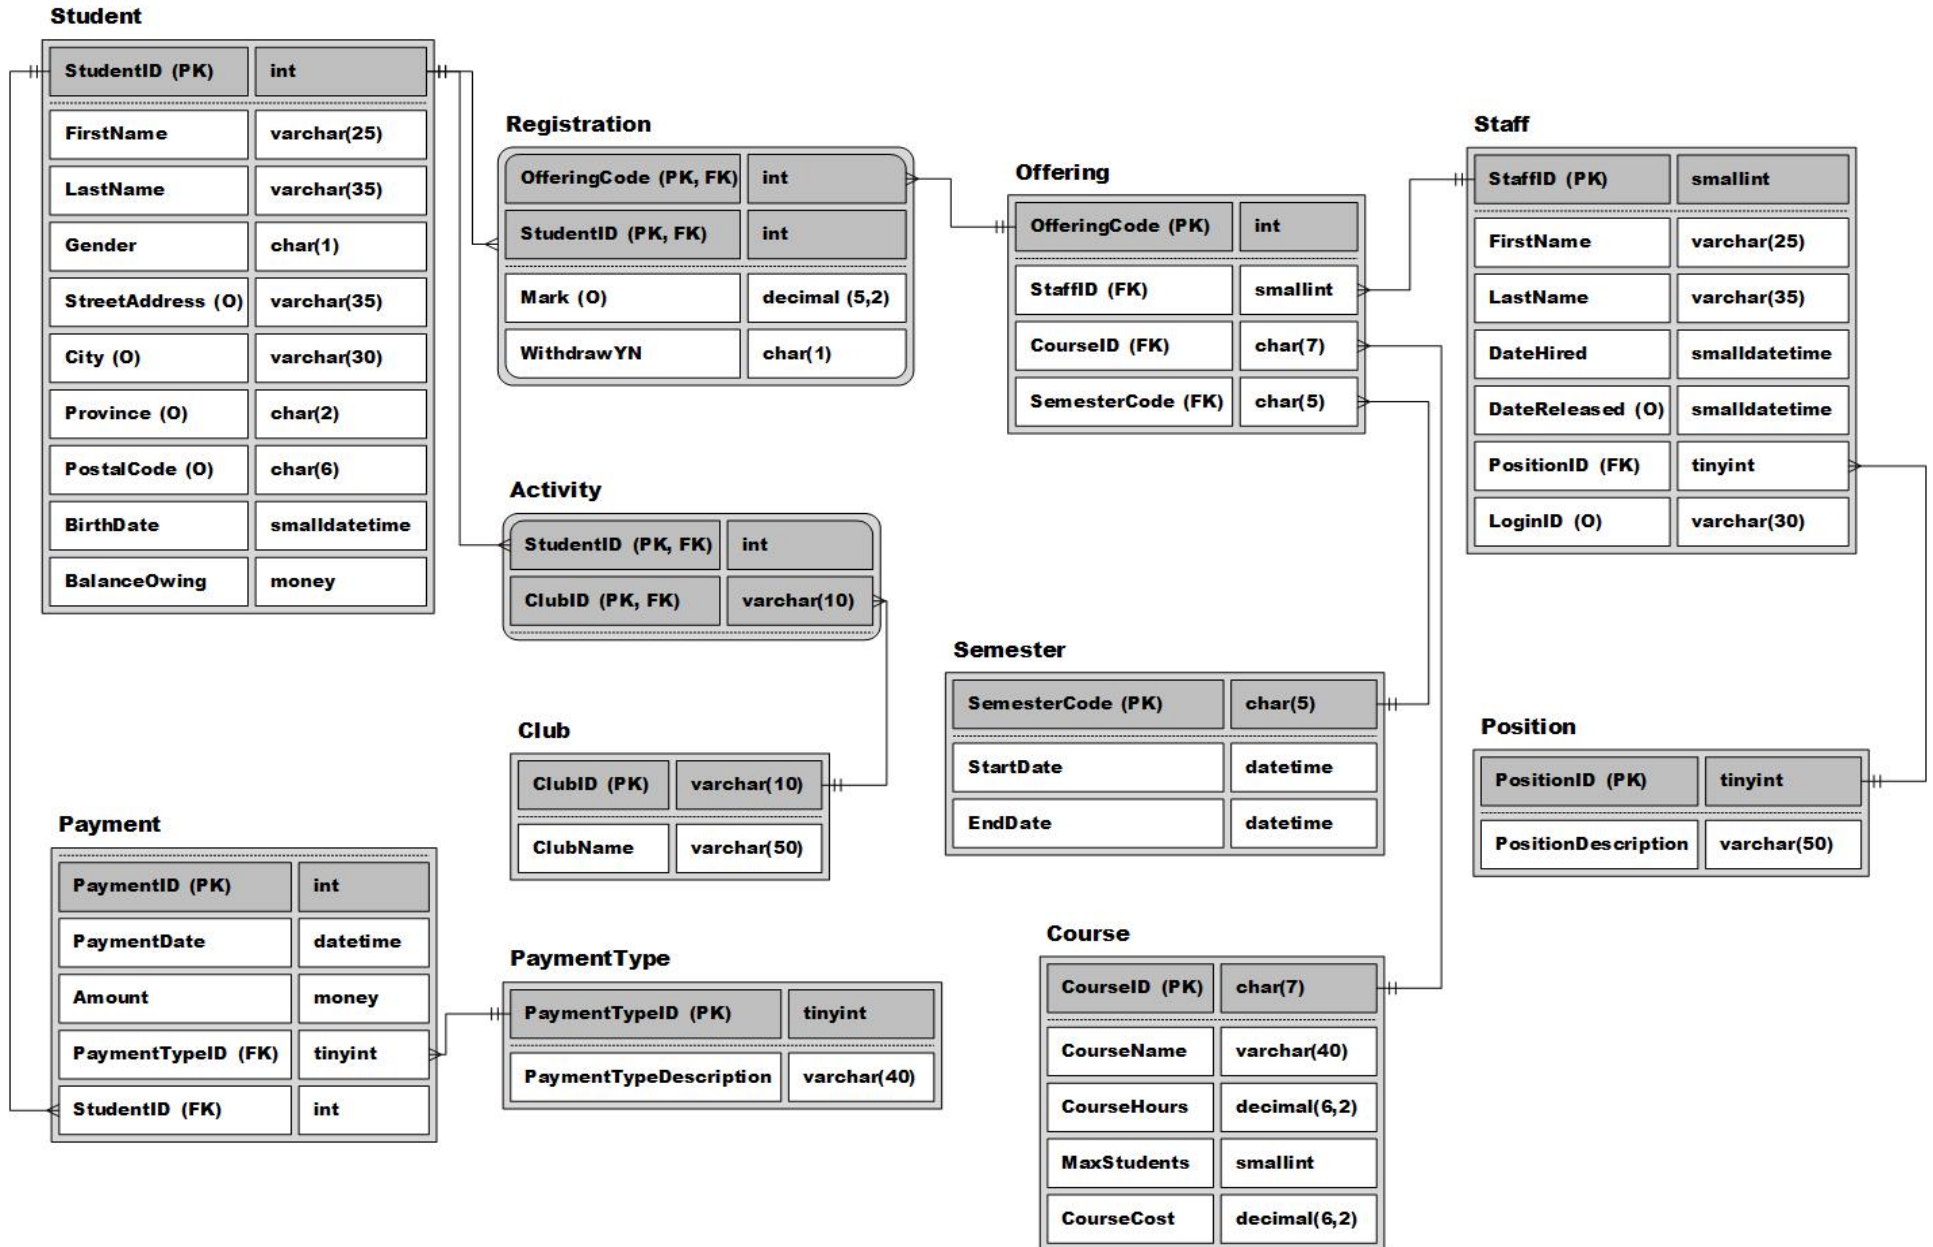 Student
StudentID (PK) int
FirstName varchar(25)
LastName varchar(35)
Gender char(1)
StreetAddress (O) varchar(35)
City (O) varchar(30)
Province (O) char(2)
PostalCode (O) char(6)
BirthDate smalldatetime
BalanceOwing money
Registration
OfferingCode (PK, FK) int
StudentID (PK, FK) int
Mark (O) decimal (5,2)
WithdrawYN char(1)
Offering
OfferingCode (PK) int
StaffID (FK) smallint
CourseID (FK) char(7)
SemesterCode (FK) char(5)
Staff
StaffID (PK) smallint
FirstName varchar(25)
LastName varchar(35)
DateHired smalldatetime
DateReleased (O) smalldatetime
PositionID (FK) tinyint
LoginID (O) varchar(30)
Activity
StudentID (PK, FK) int
ClubID (PK, FK) varchar(10)
Club
ClubID (PK) varchar(10)
ClubName varchar(50)
Semester
SemesterCode (PK) char(5)
StartDate datetime
EndDate datetime
Position
PositionID (PK) tinyint
PositionDescription varchar(50)
Payment
PaymentID (PK) int
PaymentDate datetime
Amount money
PaymentTypeID (FK) tinyint
StudentID (FK) int
PaymentType
PaymentTypeID (PK) tinyint
PaymentTypeDescription varchar(40)
Course
CourseID (PK) char(7)
CourseName varchar(40)
CourseHours decimal(6,2)
MaxStudents smallint
CourseCost decimal(6,2)